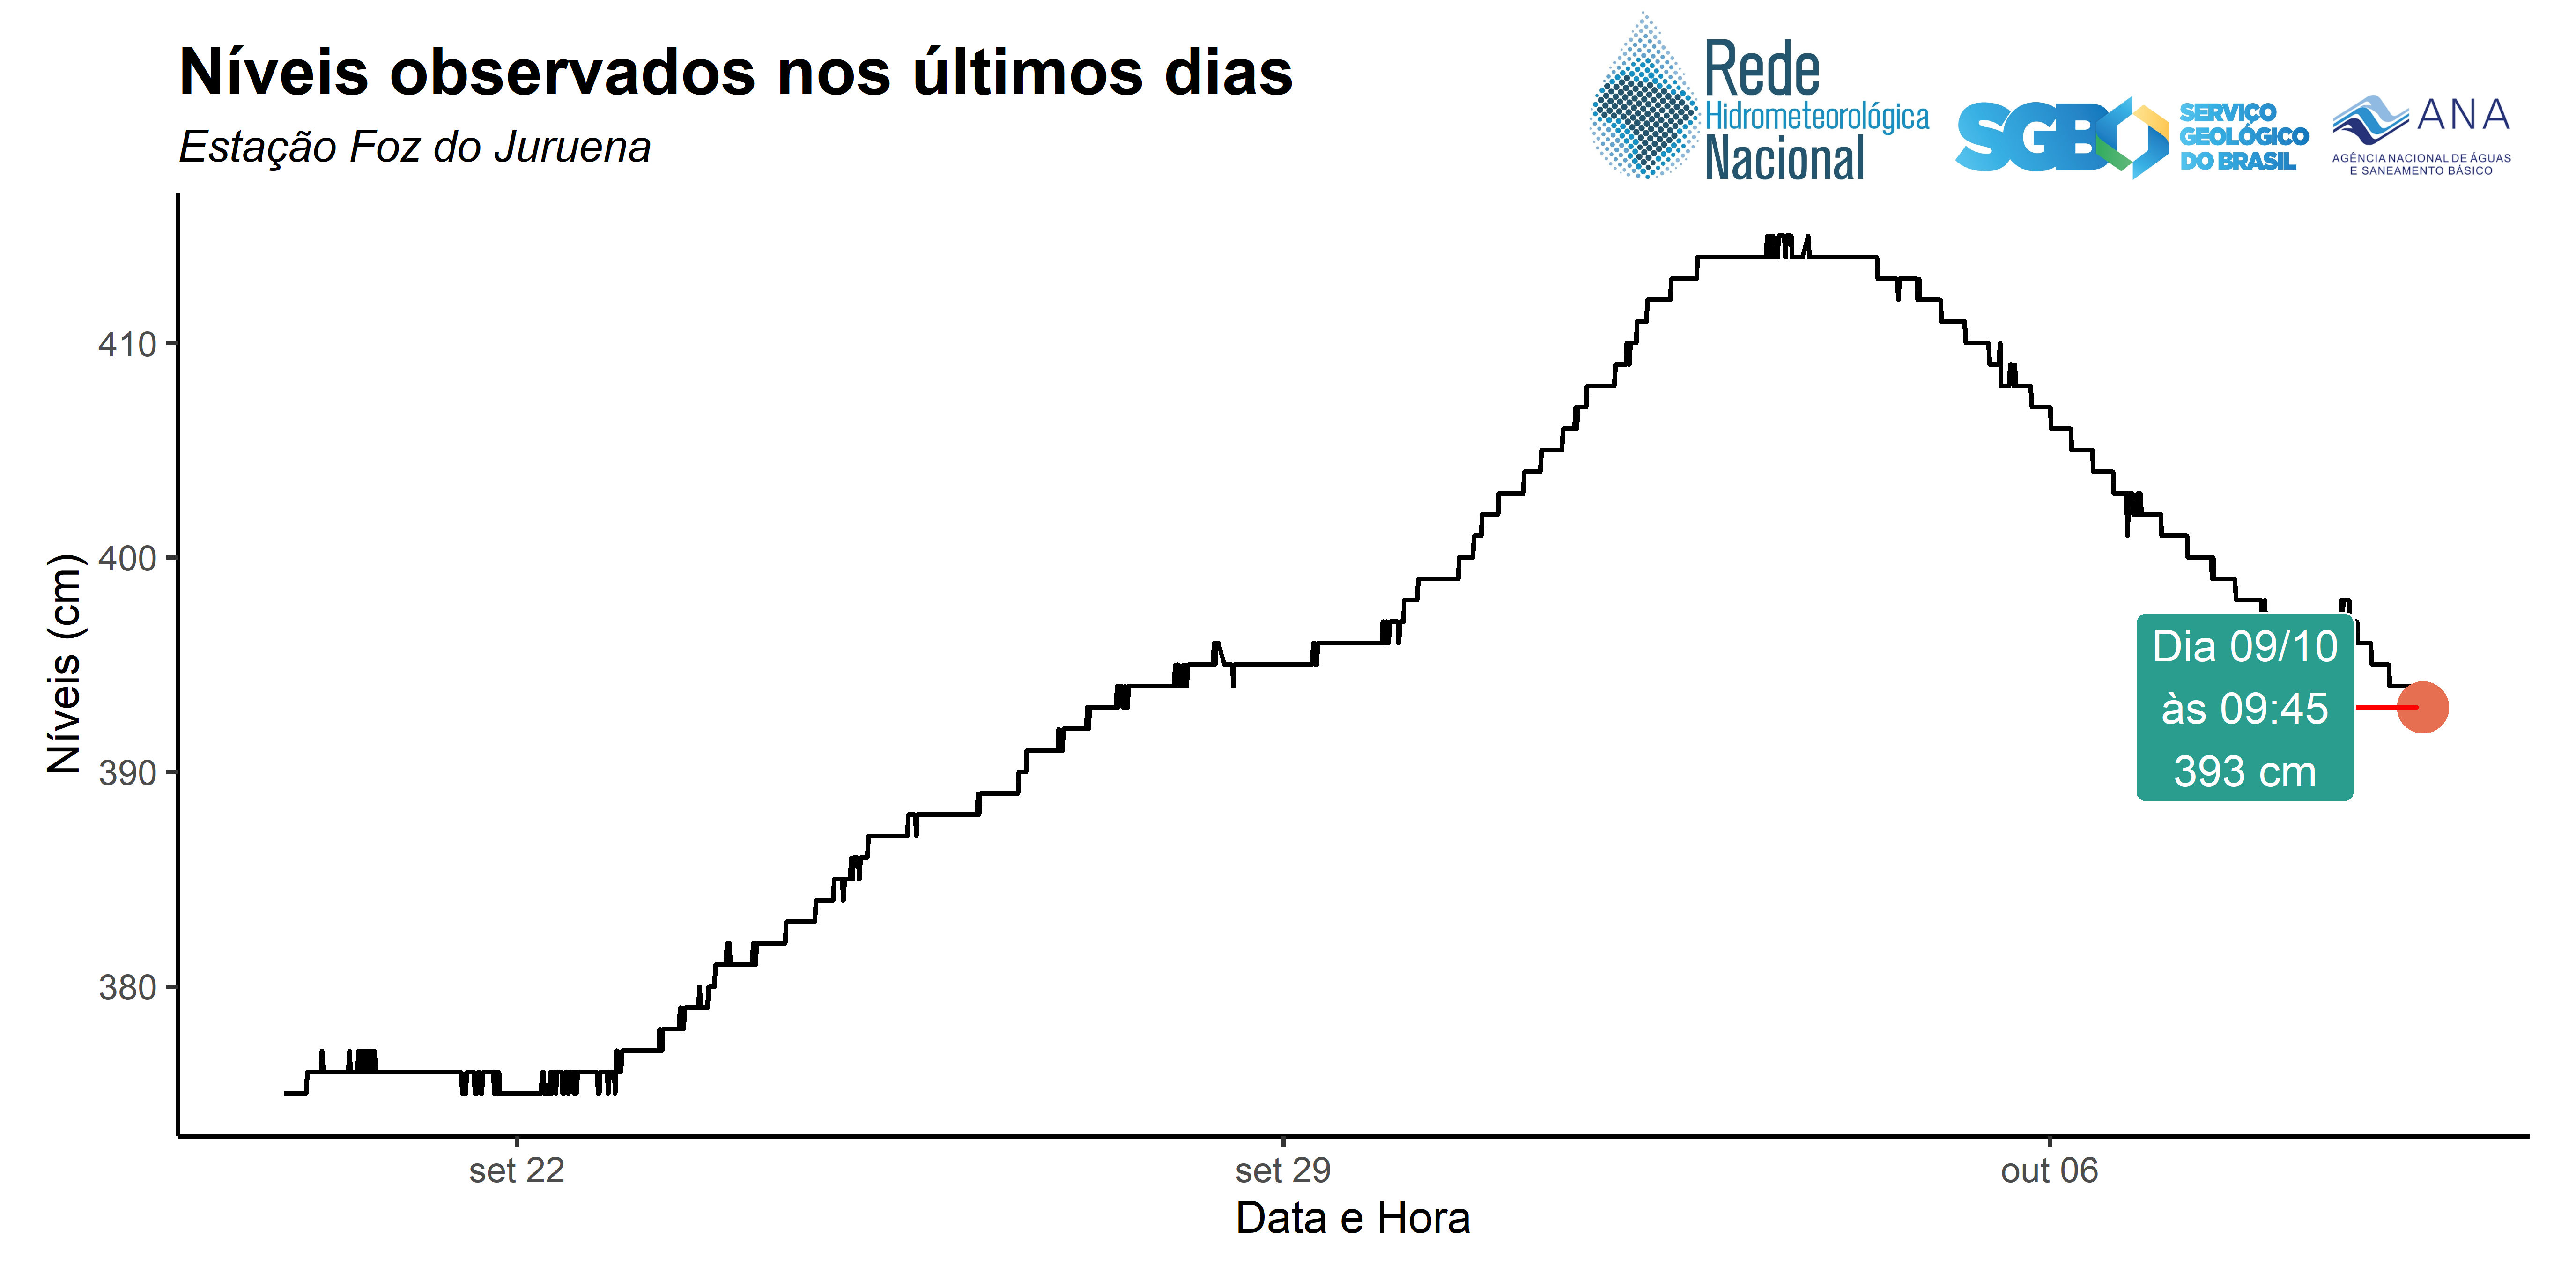 Níveis observados nos últimos dias
Estação Foz do Juruena
Rede
Hidrometeorológica
Nacional
SGB
SERVIÇO
GEOLÓGICO
DO BRASIL
ANA
AGÊNCIA NACIONAL DE ÁGUAS
E SANEAMENTO BÁSICO
Níveis (cm)
410
400
390
380
Dia 09/10
às 09:45
393 cm
set 22
set 29
out 06
Data e Hora